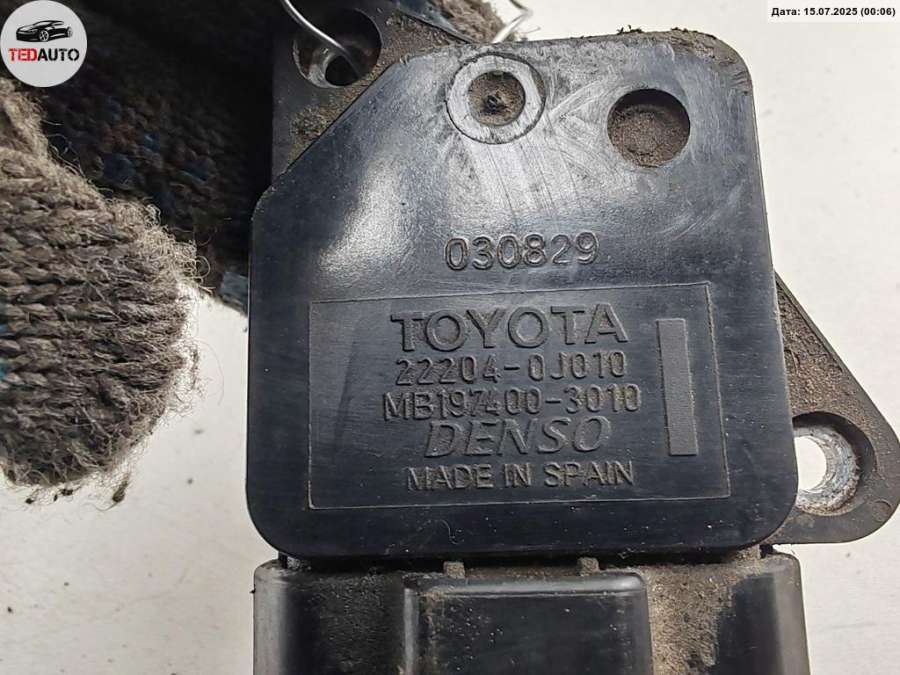 TEDAUTO
Дата: 15.07.2025 (00:06)
030829
TOYOTA
22204-0J010
MB197400-3010
DENSO
MADE IN SPAIN